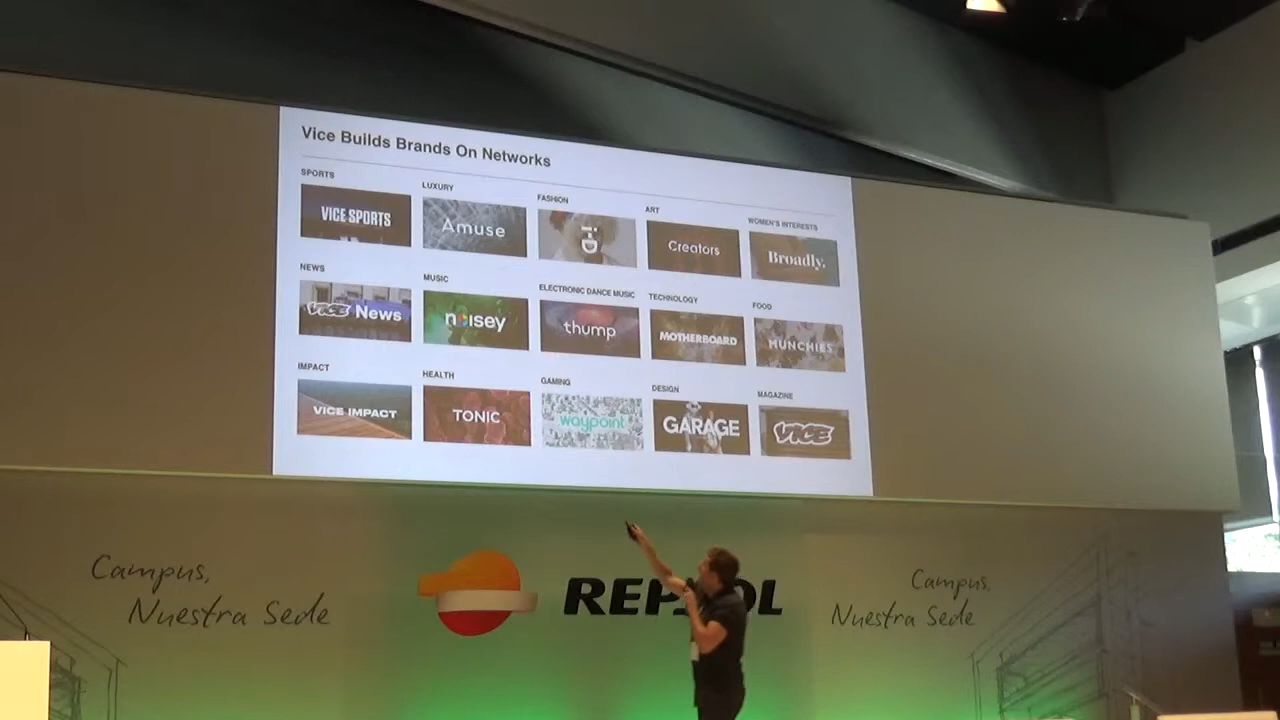 Vice Builds Brands On Networks
SPORTS
LUXURY
FASHION
ART
WOMEN'S INTERESTS
VICE SPORTS
Amuse
i-D
Creators
Broadly.
NEWS
MUSIC
ELECTRONIC DANCE MUSIC
TECHNOLOGY
FOOD
VICE News
noisey
thump
MOTHERBOARD
MUNCHIES
IMPACT
HEALTH
GAMING
DESIGN
MAGAZINE
VICE IMPACT
TONIC
waypoint
GARAGE
VICE
Campus,
Nuestra Sede
REPSOL
Campus,
Nuestra Sede